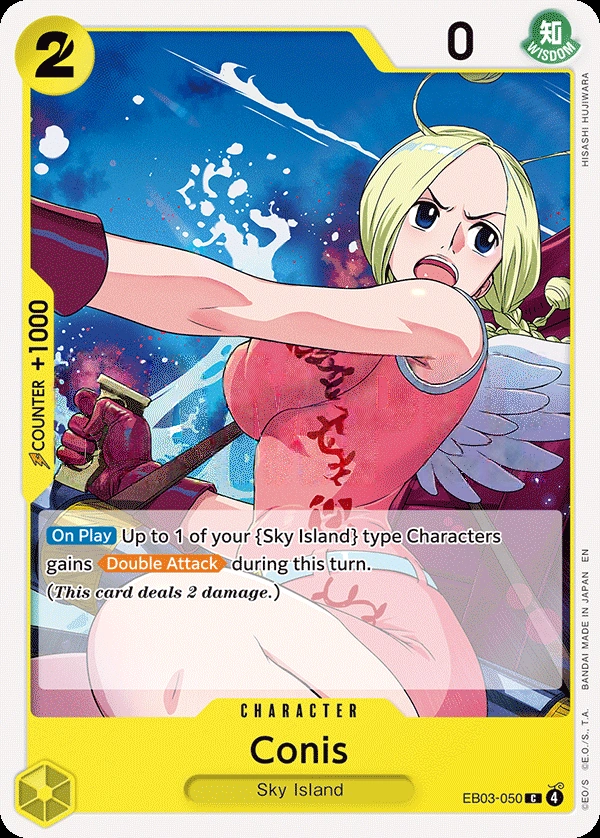 2
0
知
WISDOM
HISASHI HUJIWARA
COUNTER +1000
On Play Up to 1 of your {Sky Island} type Characters
gains Double Attack during this turn.
(This card deals 2 damage.)
CHARACTER
Conis
Sky Island
EB03-050 C 4
©EO/S ©E.O./S., T.A. BANDAI MADE IN JAPAN EN